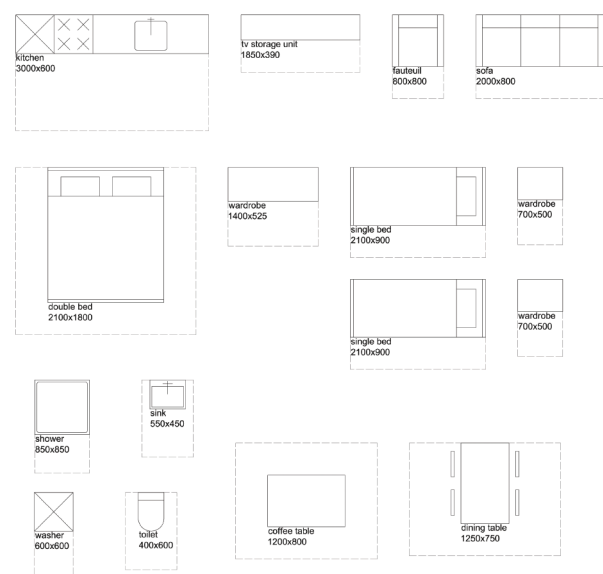 kitchen
3000x600
tv storage unit
1850x390
fauteuil
800x800
sofa
2000x800
double bed
2100x1800
wardrobe
1400x525
single bed
2100x900
wardrobe
700x500
single bed
2100x900
wardrobe
700x500
shower
850x850
sink
550x450
washer
600x600
toilet
400x600
coffee table
1200x800
dining table
1250x750